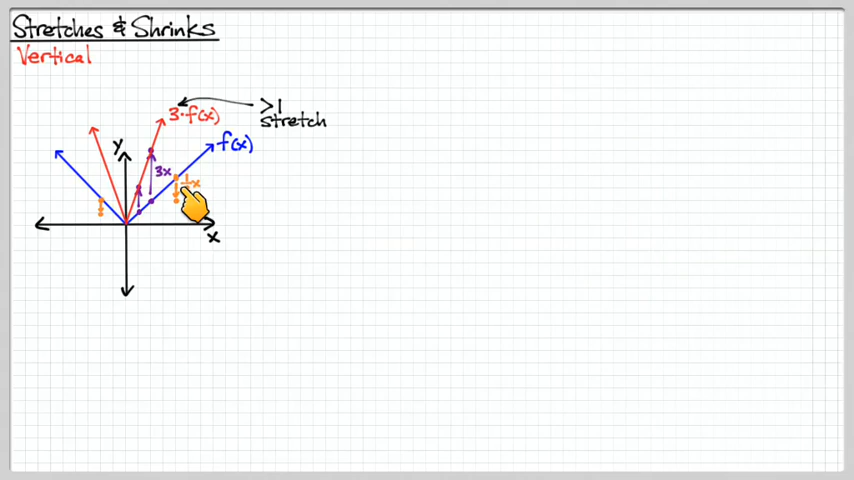 Stretches & Shrinks
Vertical
>1
3·f(x)
stretch
y
f(x)
3x
x